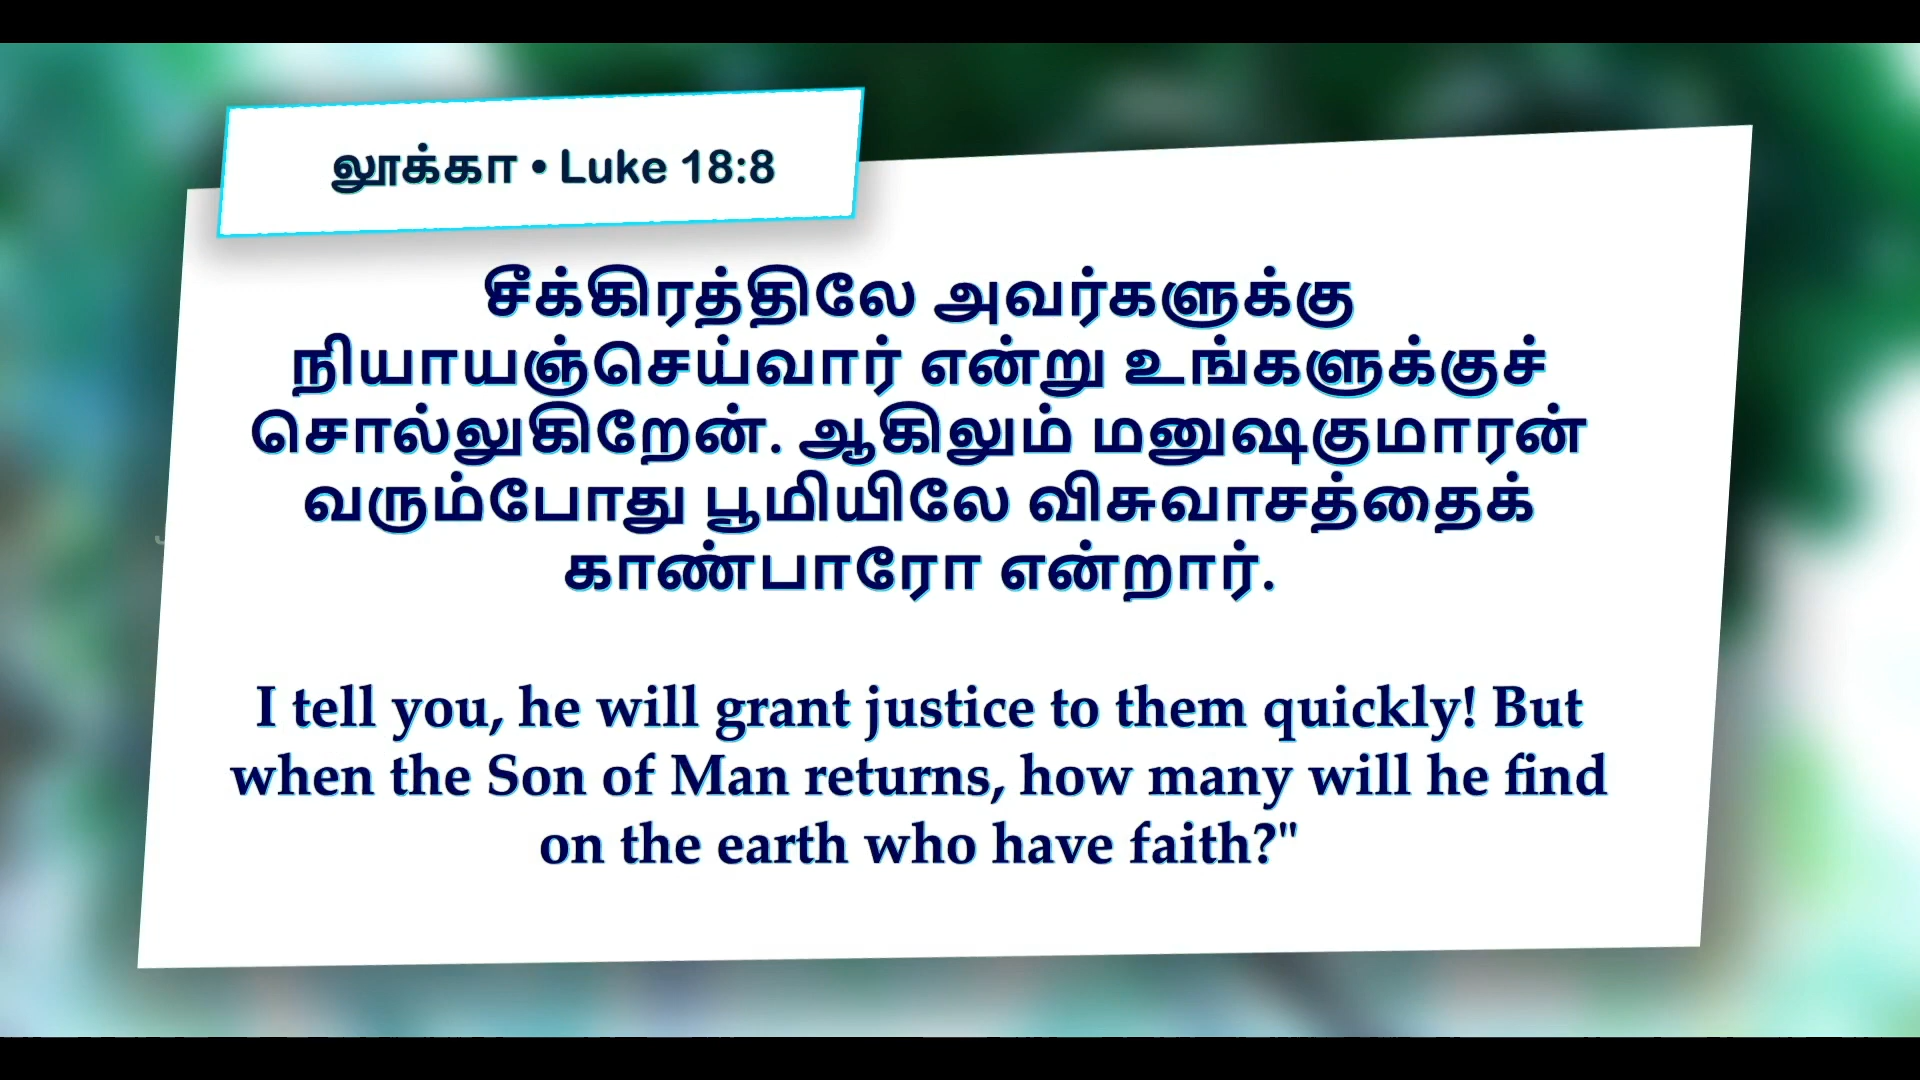 லூக்கா • Luke 18:8
சீக்கிரத்திலே அவர்களுக்கு
நியாயஞ்செய்வார் என்று உங்களுக்குச்
சொல்லுகிறேன். ஆகிலும் மனுஷகுமாரன்
வரும்போது பூமியிலே விசுவாசத்தைக்
காண்பாரோ என்றார்.
I tell you, he will grant justice to them quickly! But
when the Son of Man returns, how many will he find
on the earth who have faith?"